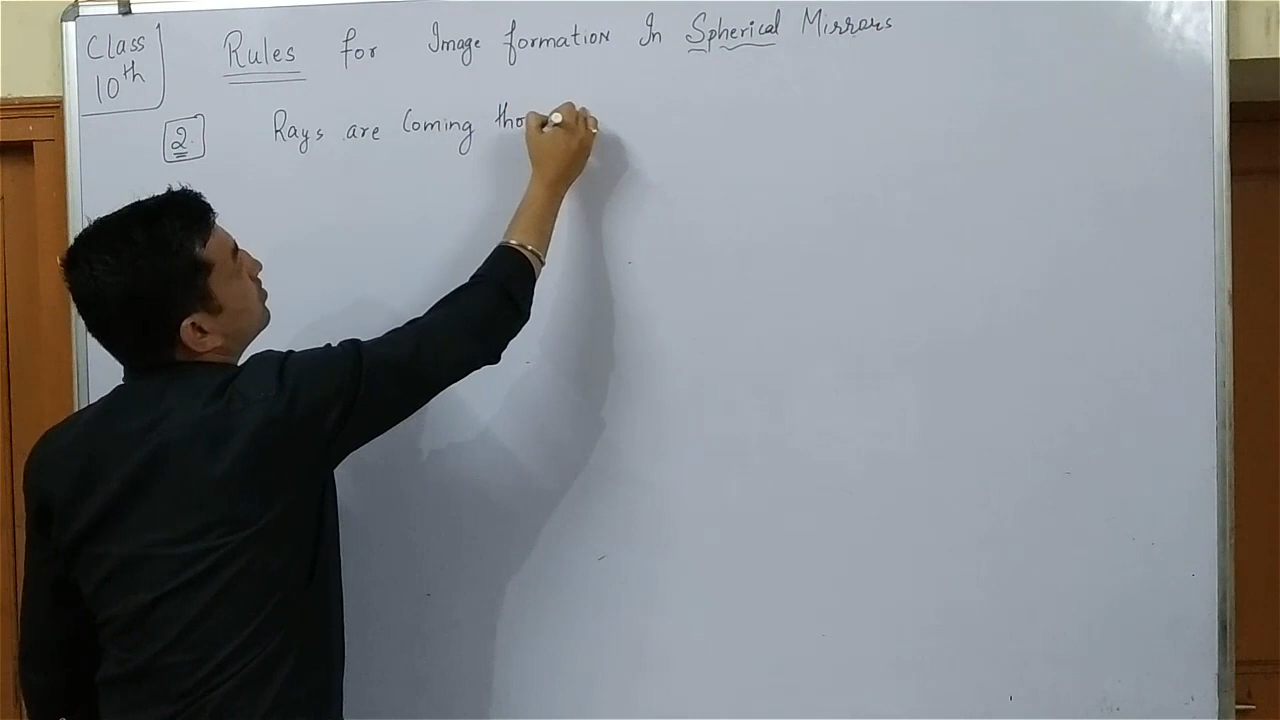 Class
10th
Rules for Image formation In Spherical Mirrors
2. Rays are Coming tho